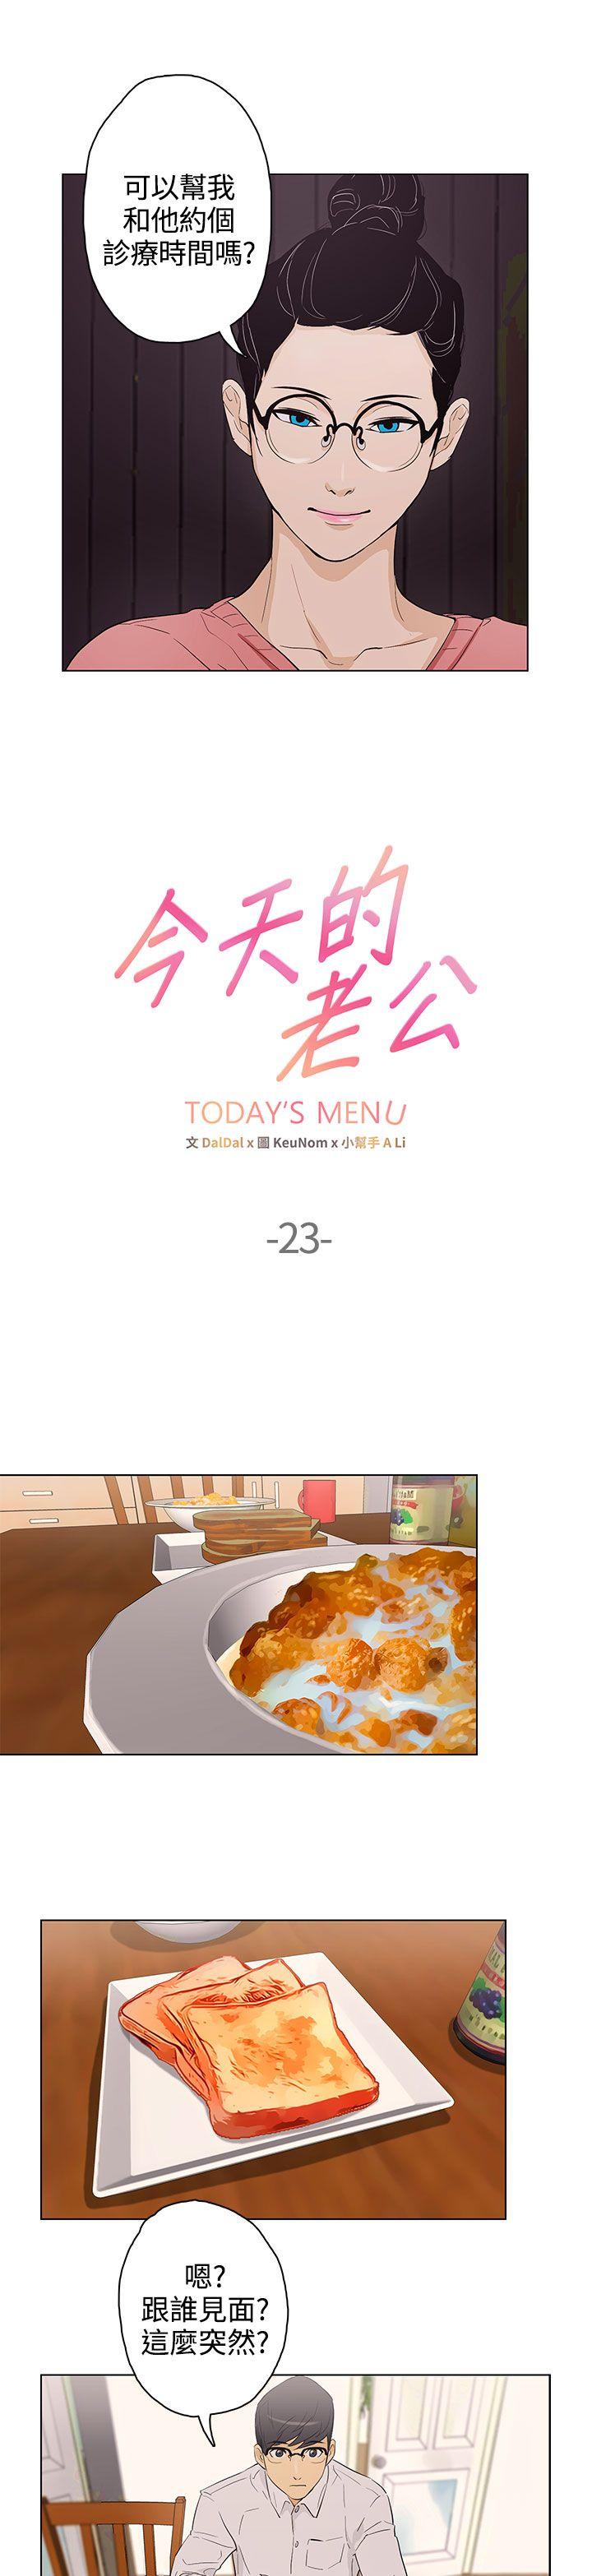 可以幫我
和他約個
診療時間嗎?
今天的
老公
TODAY'S MENU
文 DalDal x 圖 KeuNom x 小幫手 A Li
-23-
嗯?
跟誰見面?
這麼突然?